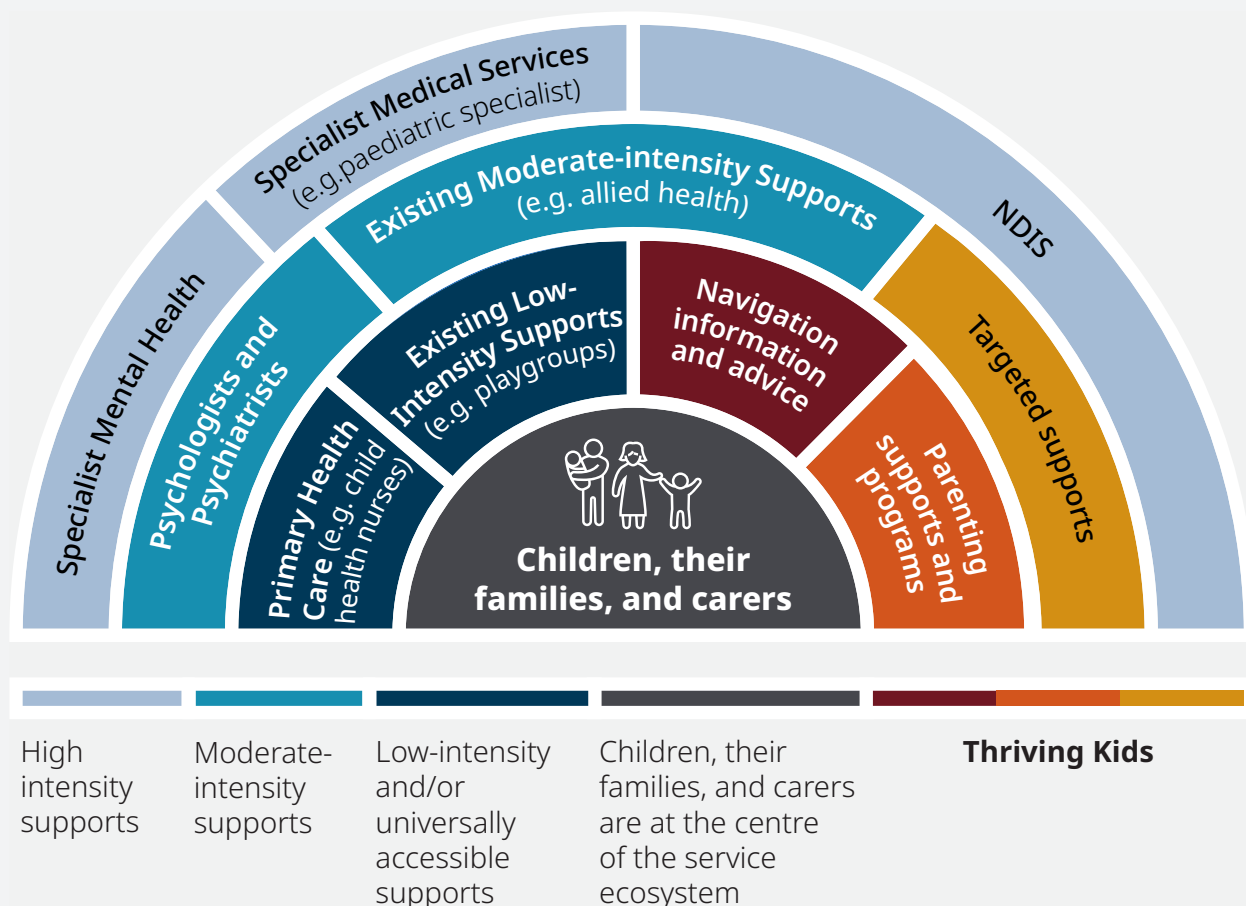 Specialist Medical Services
(e.g.paediatric specialist)
NDIS
Specialist Mental Health
Existing Moderate-intensity Supports
(e.g. allied health)
Psychologists and
Psychiatrists
Targeted supports
Existing Low-
Intensity Supports
(e.g. playgroups)
Navigation
information
and advice
Primary Health
Care (e.g. child
health nurses)
Parenting
supports and
programs
Children, their
families, and carers
High
intensity
supports
Moderate-
intensity
supports
Low-intensity
and/or
universally
accessible
supports
Children, their
families, and carers
are at the centre
of the service
ecosystem
Thriving Kids